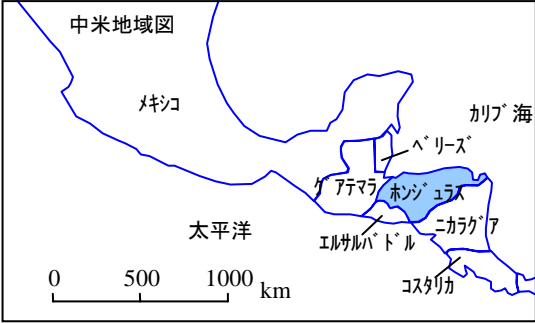 中米地域図
メキシコ
カリブ海
ベリーズ
グアテマラ
ホンジュラス
太平洋
エルサルバドル
ニカラグア
コスタリカ
0 500 1000 km